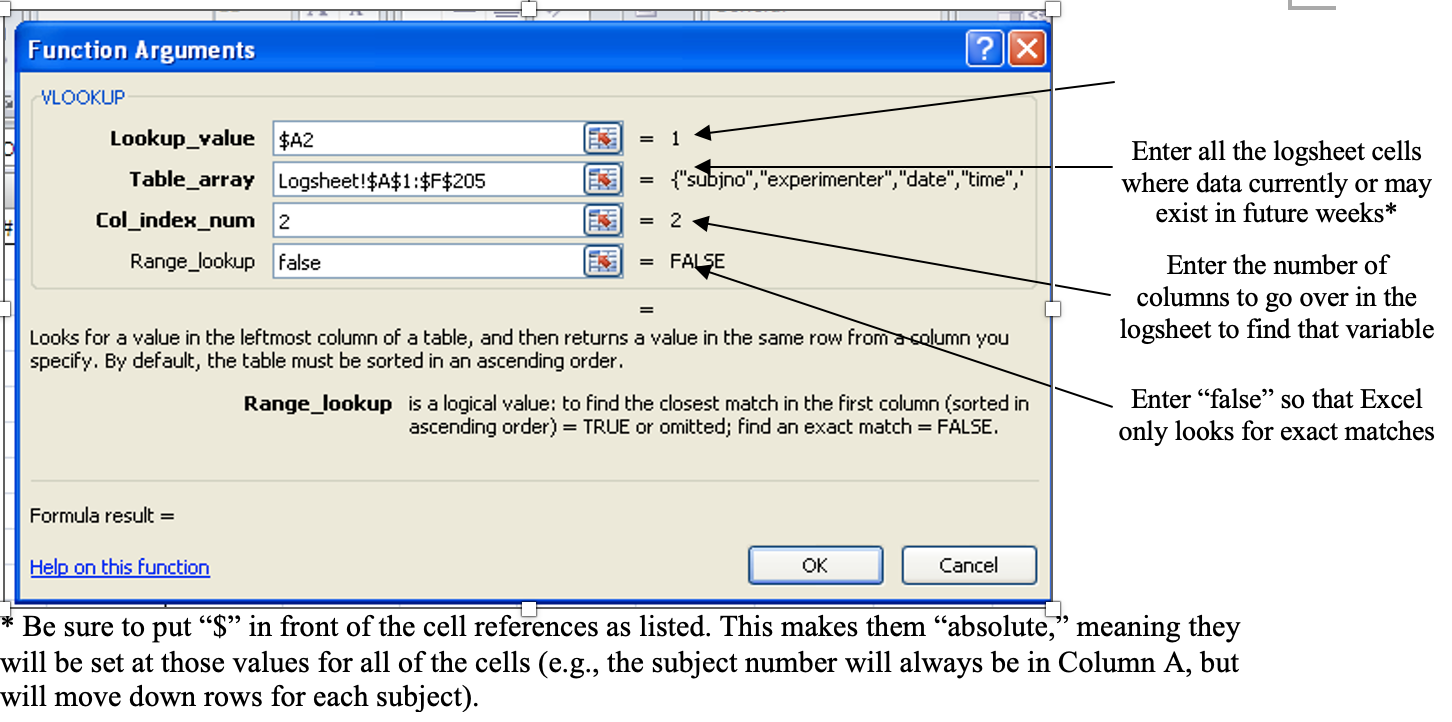 Function Arguments
VLOOKUP
Lookup_value $A2 = 1
Table_array Logsheet!$A$1:$F$205 = {"subjno","experimenter","date","time",'
Col_index_num 2 = 2
Range_lookup false = FALSE
=
Looks for a value in the leftmost column of a table, and then returns a value in the same row from a column you
specify. By default, the table must be sorted in an ascending order.
Range_lookup is a logical value: to find the closest match in the first column (sorted in
ascending order) = TRUE or omitted; find an exact match = FALSE.
Formula result =
Help on this function
OK
Cancel
Enter all the logsheet cells
where data currently or may
exist in future weeks*
Enter the number of
columns to go over in the
logsheet to find that variable
Enter “false” so that Excel
only looks for exact matches
* Be sure to put “$” in front of the cell references as listed. This makes them “absolute,” meaning they
will be set at those values for all of the cells (e.g., the subject number will always be in Column A, but
will move down rows for each subject).